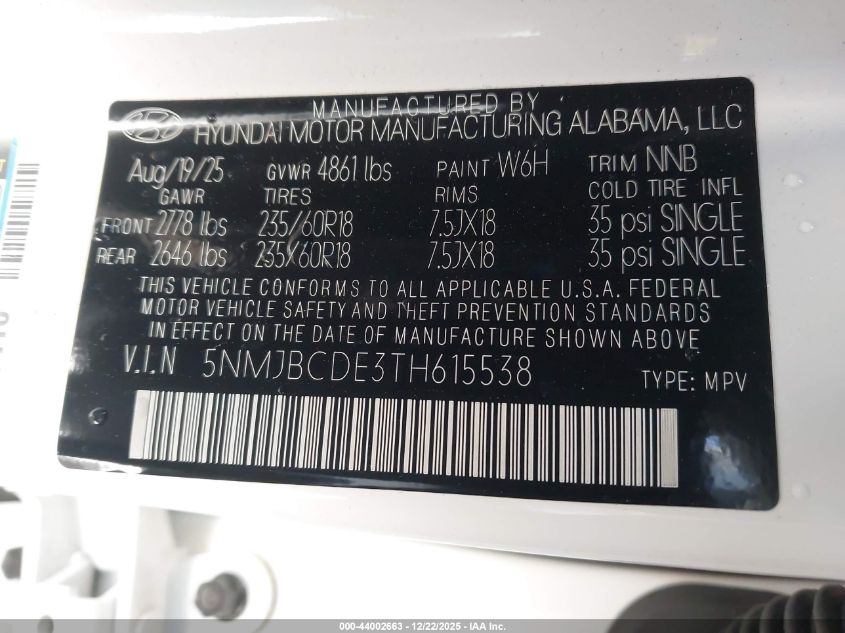 MANUFACTURED BY
HYUNDAI MOTOR MANUFACTURING ALABAMA, LLC
Aug/19/25 GVWR 4861 lbs PAINT W6H TRIM NNB
GAWR TIRES RIMS COLD TIRE INFL
FRONT 2778 lbs 235/60R18 7.5JX18 35 psi SINGLE
REAR 2646 lbs 235/60R18 7.5JX18 35 psi SINGLE
THIS VEHICLE CONFORMS TO ALL APPLICABLE U.S.A. FEDERAL
MOTOR VEHICLE SAFETY AND THEFT PREVENTION STANDARDS
IN EFFECT ON THE DATE OF MANUFACTURE SHOWN ABOVE
V.I.N 5NMJBCDE3TH615538 TYPE: MPV
000-44002663 - 12/22/2025 - IAA Inc.